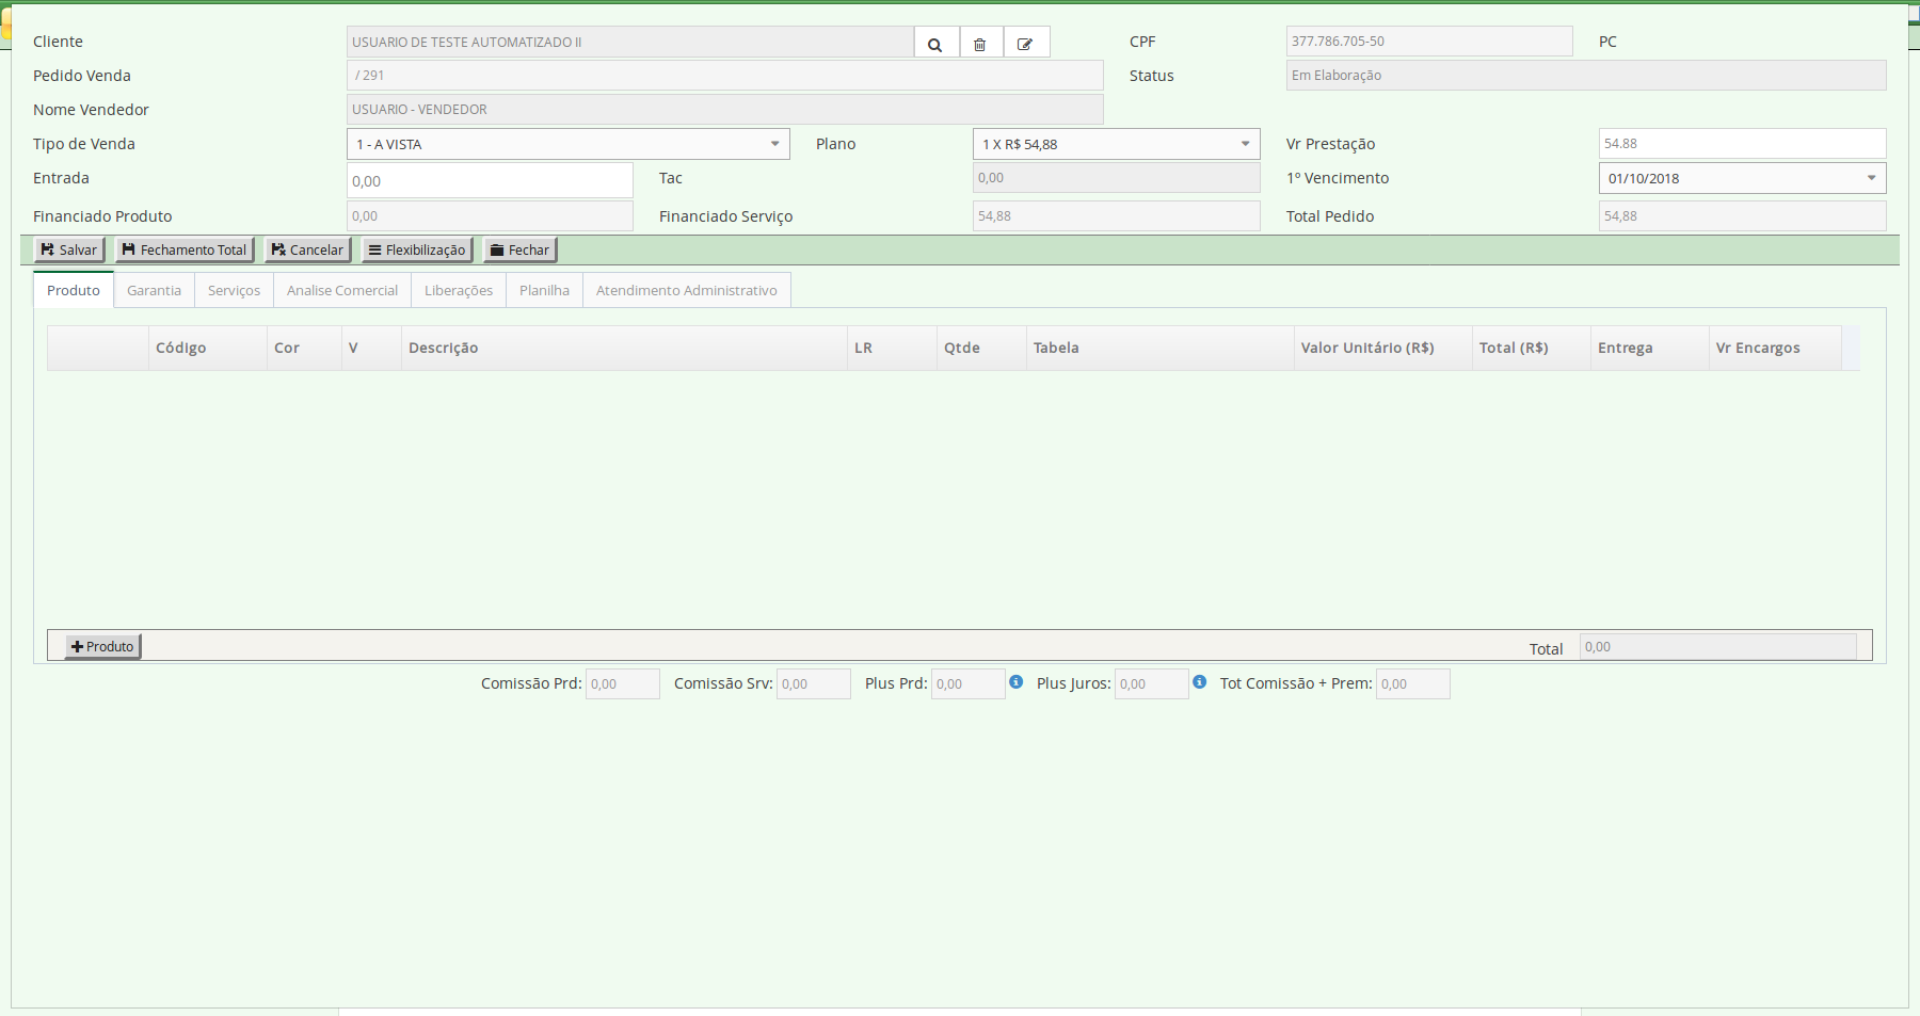 Cliente USUARIO DE TESTE AUTOMATIZADO II CPF 377.786.705-50 PC
Pedido Venda / 291 Status Em Elaboração
Nome Vendedor USUARIO - VENDEDOR
Tipo de Venda 1 - A VISTA Plano 1 X R$ 54,88 Vr Prestação 54.88
Entrada 0,00 Tac 0,00 1º Vencimento 01/10/2018
Financiado Produto 0,00 Financiado Serviço 54,88 Total Pedido 54,88
Salvar Fechamento Total Cancelar Flexibilização Fechar
Produto Garantia Serviços Analise Comercial Liberações Planilha Atendimento Administrativo
Código Cor V Descrição LR Qtde Tabela Valor Unitário (R$) Total (R$) Entrega Vr Encargos
Produto Total 0,00
Comissão Prd: 0,00 Comissão Srv: 0,00 Plus Prd: 0,00 Plus Juros: 0,00 Tot Comissão + Prem: 0,00